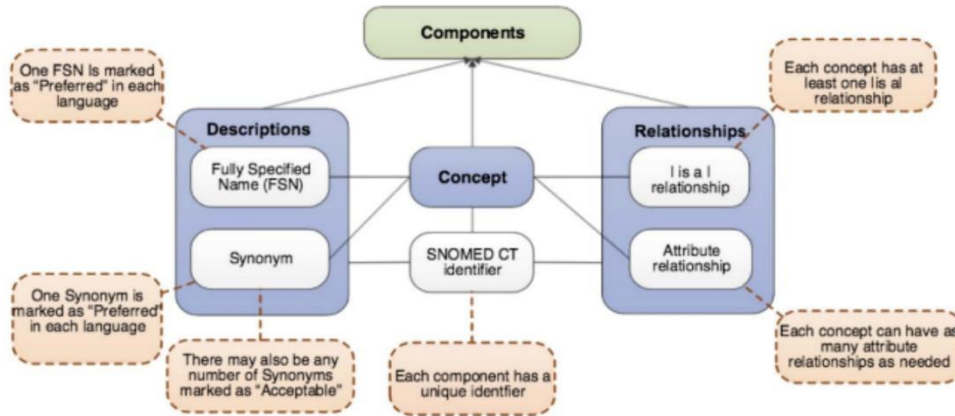 Components
One FSN Is marked
as "Preferred" in each
language
Each concept has at
least one lis al
relationship
Descriptions
Relationships
Fully Specified
Name (FSN)
Concept
I is a I
relationship
Synonym
SNOMED CT
identifier
Attribute
relationship
One Synonym is
marked as "Preferred"
in each language
There may also be any
number of Synonyms
marked as "Acceptable"
Each component has a
unique identfier
Each concept can have as
many attribute
relationships as needed